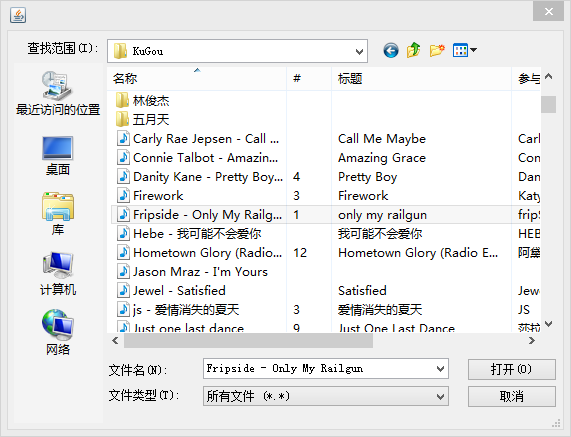 查找范围(I): KuGou
名称 # 标题 参与
林俊杰
五月天
Carly Rae Jepsen - Call ... Call Me Maybe Carl
Connie Talbot - Amazin... Amazing Grace Con
Danity Kane - Pretty Boy... 4 Pretty Boy Dani
Firework 3 Firework Katy
Fripside - Only My Railg... 1 only my railgun frip
Hebe - 我可能不会爱你 我可能不会爱你 HEB
Hometown Glory (Radio... 12 Hometown Glory (Radio E... 阿黛
Jason Mraz - I'm Yours
Jewel - Satisfied Satisfied Jew
js - 爱情消失的夏天 3 爱情消失的夏天 JS
Just one last dance 9 Just One Last Dance 莎拉
最近访问的位置
桌面
库
计算机
网络
文件名(N): Fripside - Only My Railgun 打开(O)
文件类型(T): 所有文件 (*.*) 取消